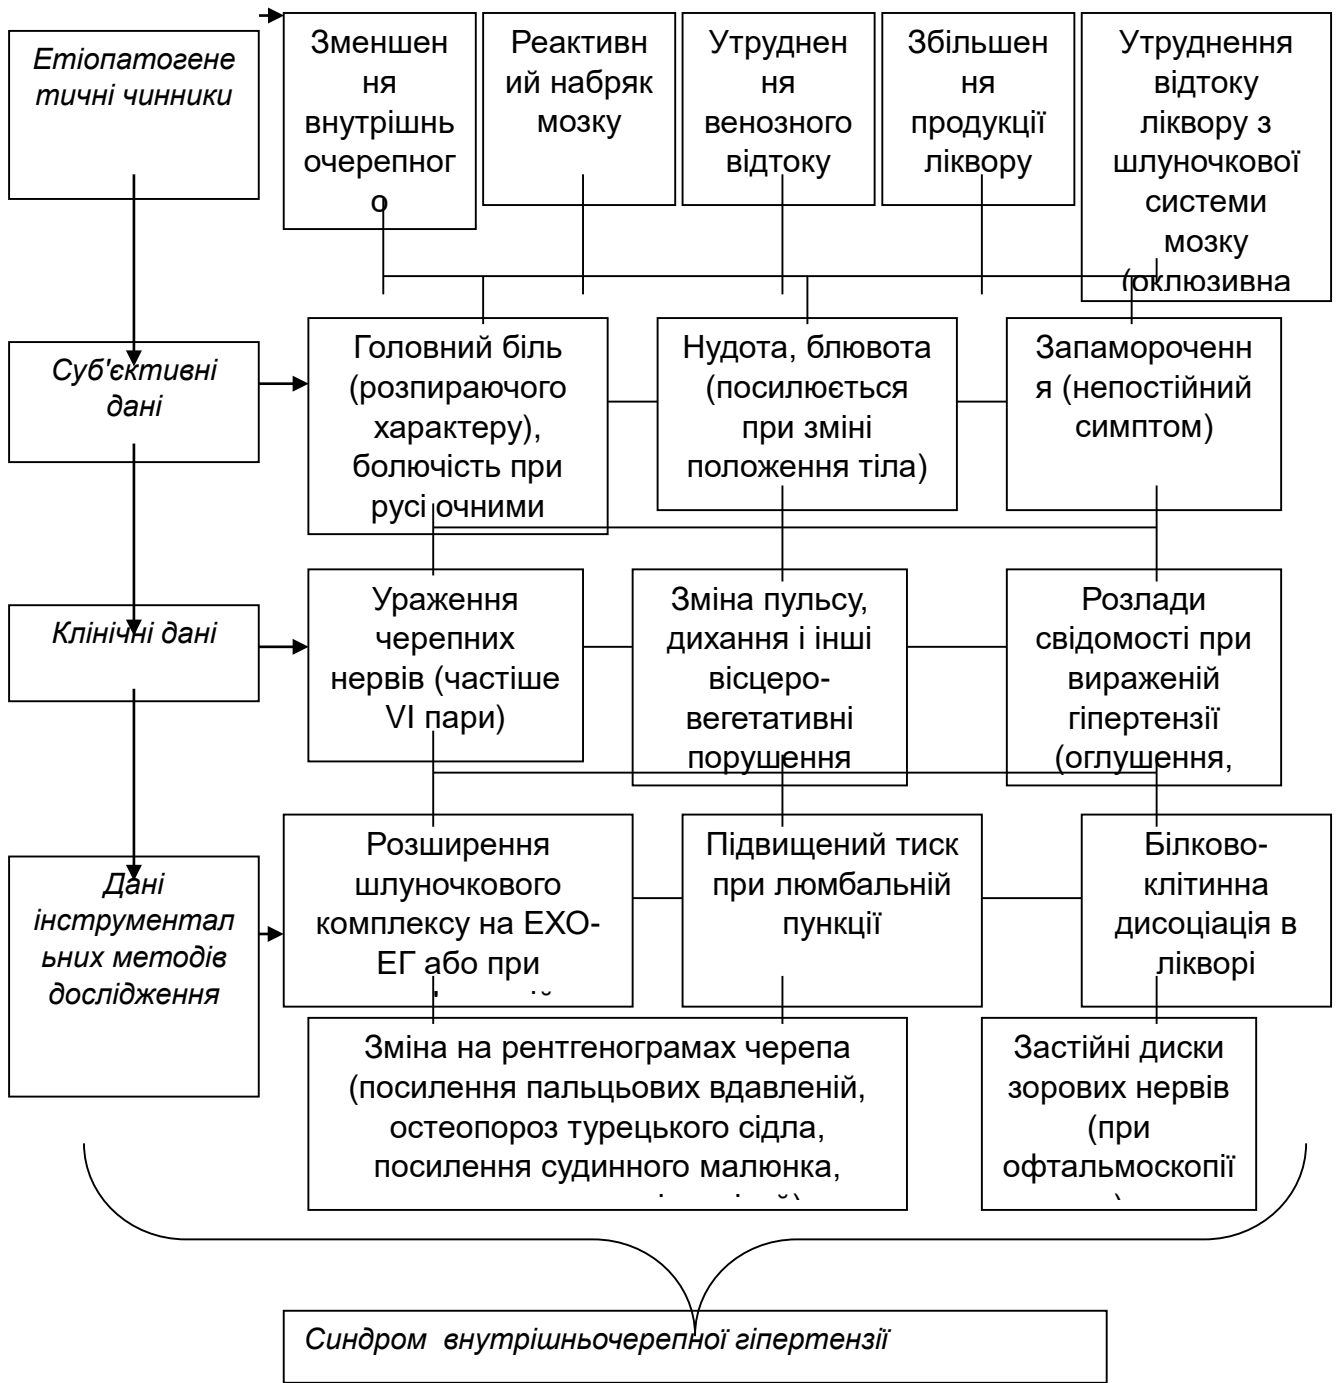 Етіопатогене
тичні чинники
Зменшен
ня
внутрішнь
очерепног
о
Реактивн
ий набряк
мозку
Утруднен
ня
венозного
відтоку
Збільшен
ня
продукції
ліквору
Утруднення
відтоку
ліквору з
шлуночкової
системи
мозку
(оклюзивна
Суб'єктивні
дані
Головний біль
(розпираючого
характеру),
болючість при
русі очними
Нудота, блювота
(посилюється
при зміні
положення тіла)
Запамороченн
я (непостійний
симптом)
Клінічні дані
Ураження
черепних
нервів (частіше
VI пари)
Зміна пульсу,
дихання і інші
вісцеро-
вегетативні
порушення
Розлади
свідомості при
вираженій
гіпертензії
(оглушення,
Дані
інструментал
ьних методів
дослідження
Розширення
шлуночкового
комплексу на ЕХО-
ЕГ або при
Підвищений тиск
при люмбальній
пункції
Білково-
клітинна
дисоціація в
лікворі
Зміна на рентгенограмах черепа
(посилення пальцьових вдавленій,
остеопороз турецького сідла,
посилення судинного малюнка,
Застійні диски
зорових нервів
(при
офтальмоскопії
Синдром внутрішньочерепної гіпертензії